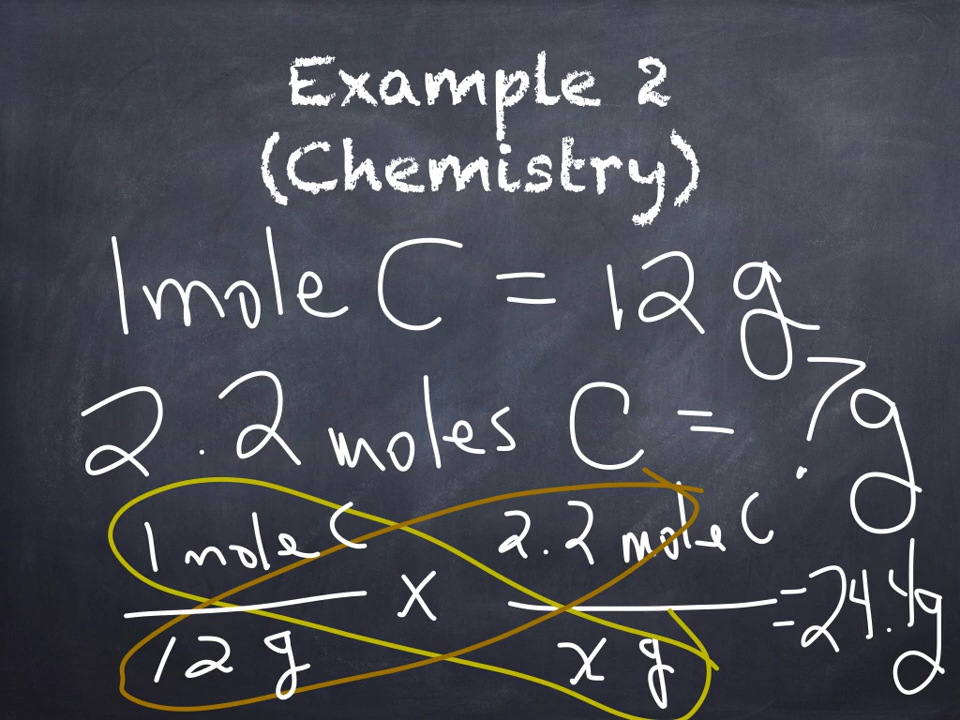 Example 2
(Chemistry)
1mole C = 12 g
2.2 moles C = ?g
1 mole C × 2.2 mole C
12 g x g =24.4g